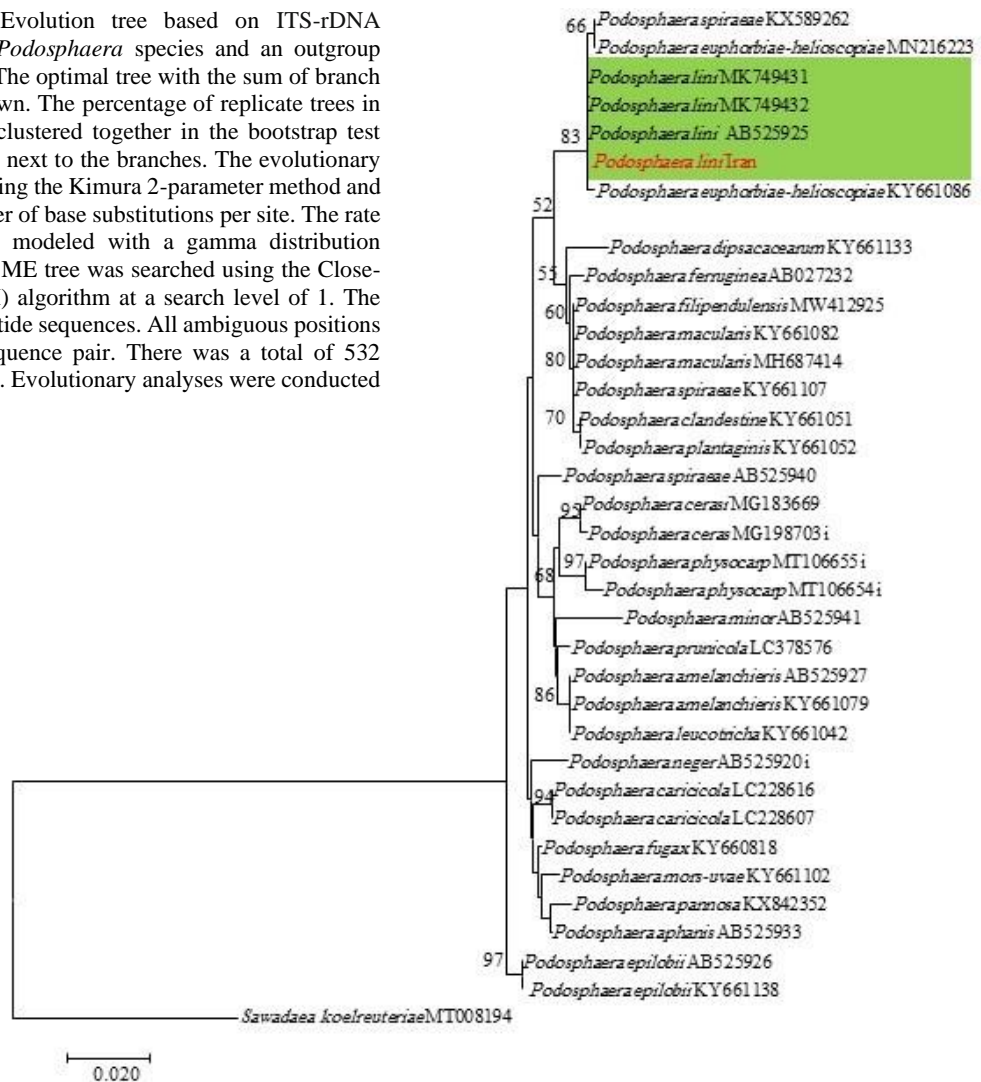 Evolution tree based on ITS-rDNA
Podosphaera species and an outgroup
The optimal tree with the sum of branch
wn. The percentage of replicate trees in
clustered together in the bootstrap test
next to the branches. The evolutionary
ing the Kimura 2-parameter method and
er of base substitutions per site. The rate
modeled with a gamma distribution
ME tree was searched using the Close-
I) algorithm at a search level of 1. The
tide sequences. All ambiguous positions
quence pair. There was a total of 532
. Evolutionary analyses were conducted
66
Podosphaera spiraeae KX589262
Podosphaera euphorbiae-helioscopiae MN216223
Podosphaera lini MK749431
Podosphaera lini MK749432
Podosphaera lini AB525925
83
Podosphaera lini Iran
Podosphaera euphorbiae-helioscopiae KY661086
52
Podosphaera dipsacacearum KY661133
55
Podosphaera ferruginea AB027232
Podosphaera filipendulensis MW412925
60
Podosphaera macularis KY661082
80
Podosphaera macularis MH687414
Podosphaera spiraeae KY661107
70
Podosphaera clandestine KY661051
Podosphaera plantaginis KY661052
Podosphaera spiraeae AB525940
95
Podosphaera cerasi MG183669
Podosphaera ceras MG198703 i
97
Podosphaera physocarp MT106655 i
68
Podosphaera physocarp MT106654 i
Podosphaera minor AB525941
Podosphaera prunicola LC378576
Podosphaera amelanchieris AB525927
86
Podosphaera amelanchieris KY661079
Podosphaera leucotricha KY661042
Podosphaera neger AB525920 i
94
Podosphaera caricicola LC228616
Podosphaera caricicola LC228607
Podosphaera fugax KY660818
Podosphaera mors-uvae KY661102
Podosphaera pannosa KX842352
Podosphaera aphanis AB525933
97
Podosphaera epilobii AB525926
Podosphaera epilobii KY661138
Sawadaea koelreuteriae MT008194
0.020